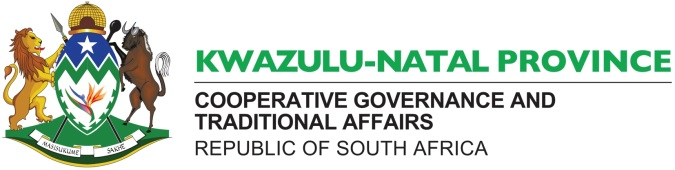 KWAZULU-NATAL PROVINCE
COOPERATIVE GOVERNANCE AND
TRADITIONAL AFFAIRS
REPUBLIC OF SOUTH AFRICA
MASISUKUME SAKHE